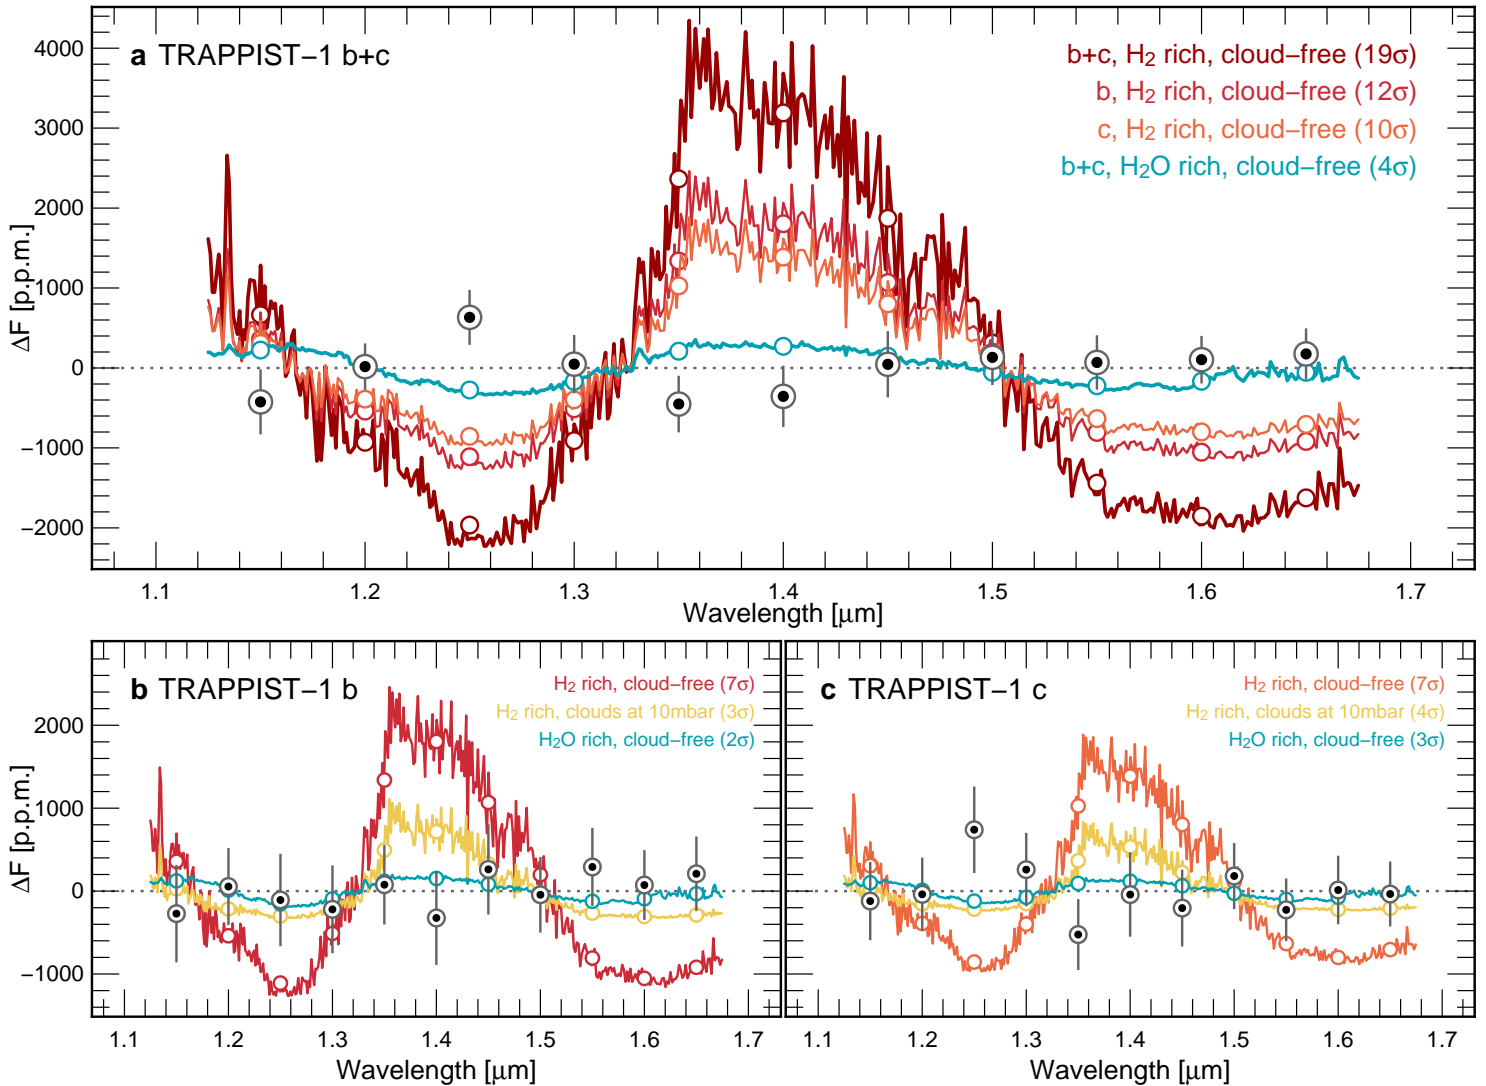 a TRAPPIST−1 b+c
b+c, H₂ rich, cloud−free (19σ)
b, H₂ rich, cloud−free (12σ)
c, H₂ rich, cloud−free (10σ)
b+c, H₂O rich, cloud−free (4σ)
4000
3000
2000
1000
0
−1000
−2000
ΔF [p.p.m.]
1.1 1.2 1.3 1.4 1.5 1.6 1.7
Wavelength [μm]
b TRAPPIST−1 b
H₂ rich, cloud−free (7σ)
H₂ rich, clouds at 10mbar (3σ)
H₂O rich, cloud−free (2σ)
2000
1000
0
−1000
ΔF [p.p.m.]
1.1 1.2 1.3 1.4 1.5 1.6 1.7
Wavelength [μm]
c TRAPPIST−1 c
H₂ rich, cloud−free (7σ)
H₂ rich, clouds at 10mbar (4σ)
H₂O rich, cloud−free (3σ)
1.1 1.2 1.3 1.4 1.5 1.6 1.7
Wavelength [μm]